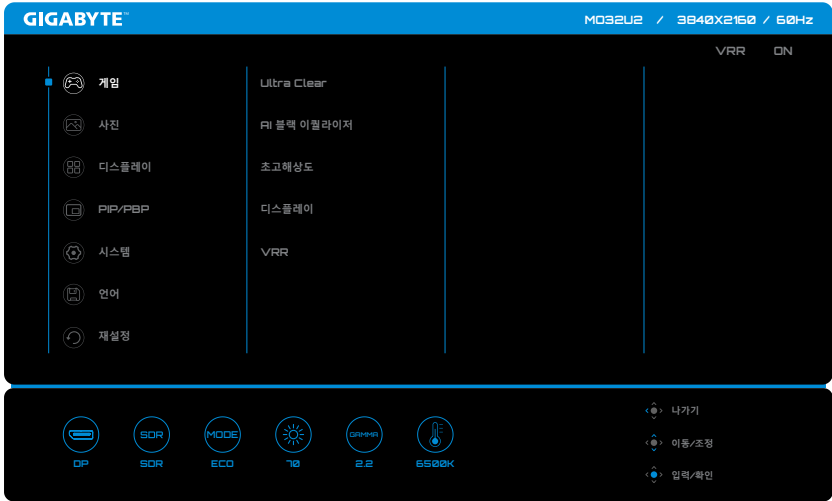 GIGABYTE™
MO32U2 / 3840X2160 / 60Hz
VRR ON
게임
Ultra Clear
사진
AI 블랙 이퀄라이저
디스플레이
초고해상도
PIP/PBP
디스플레이
시스템
VRR
언어
재설정
나가기
SDR
MODE
GAMMA
이동/조정
DP
SDR
ECO
70
2.2
6500K
입력/확인